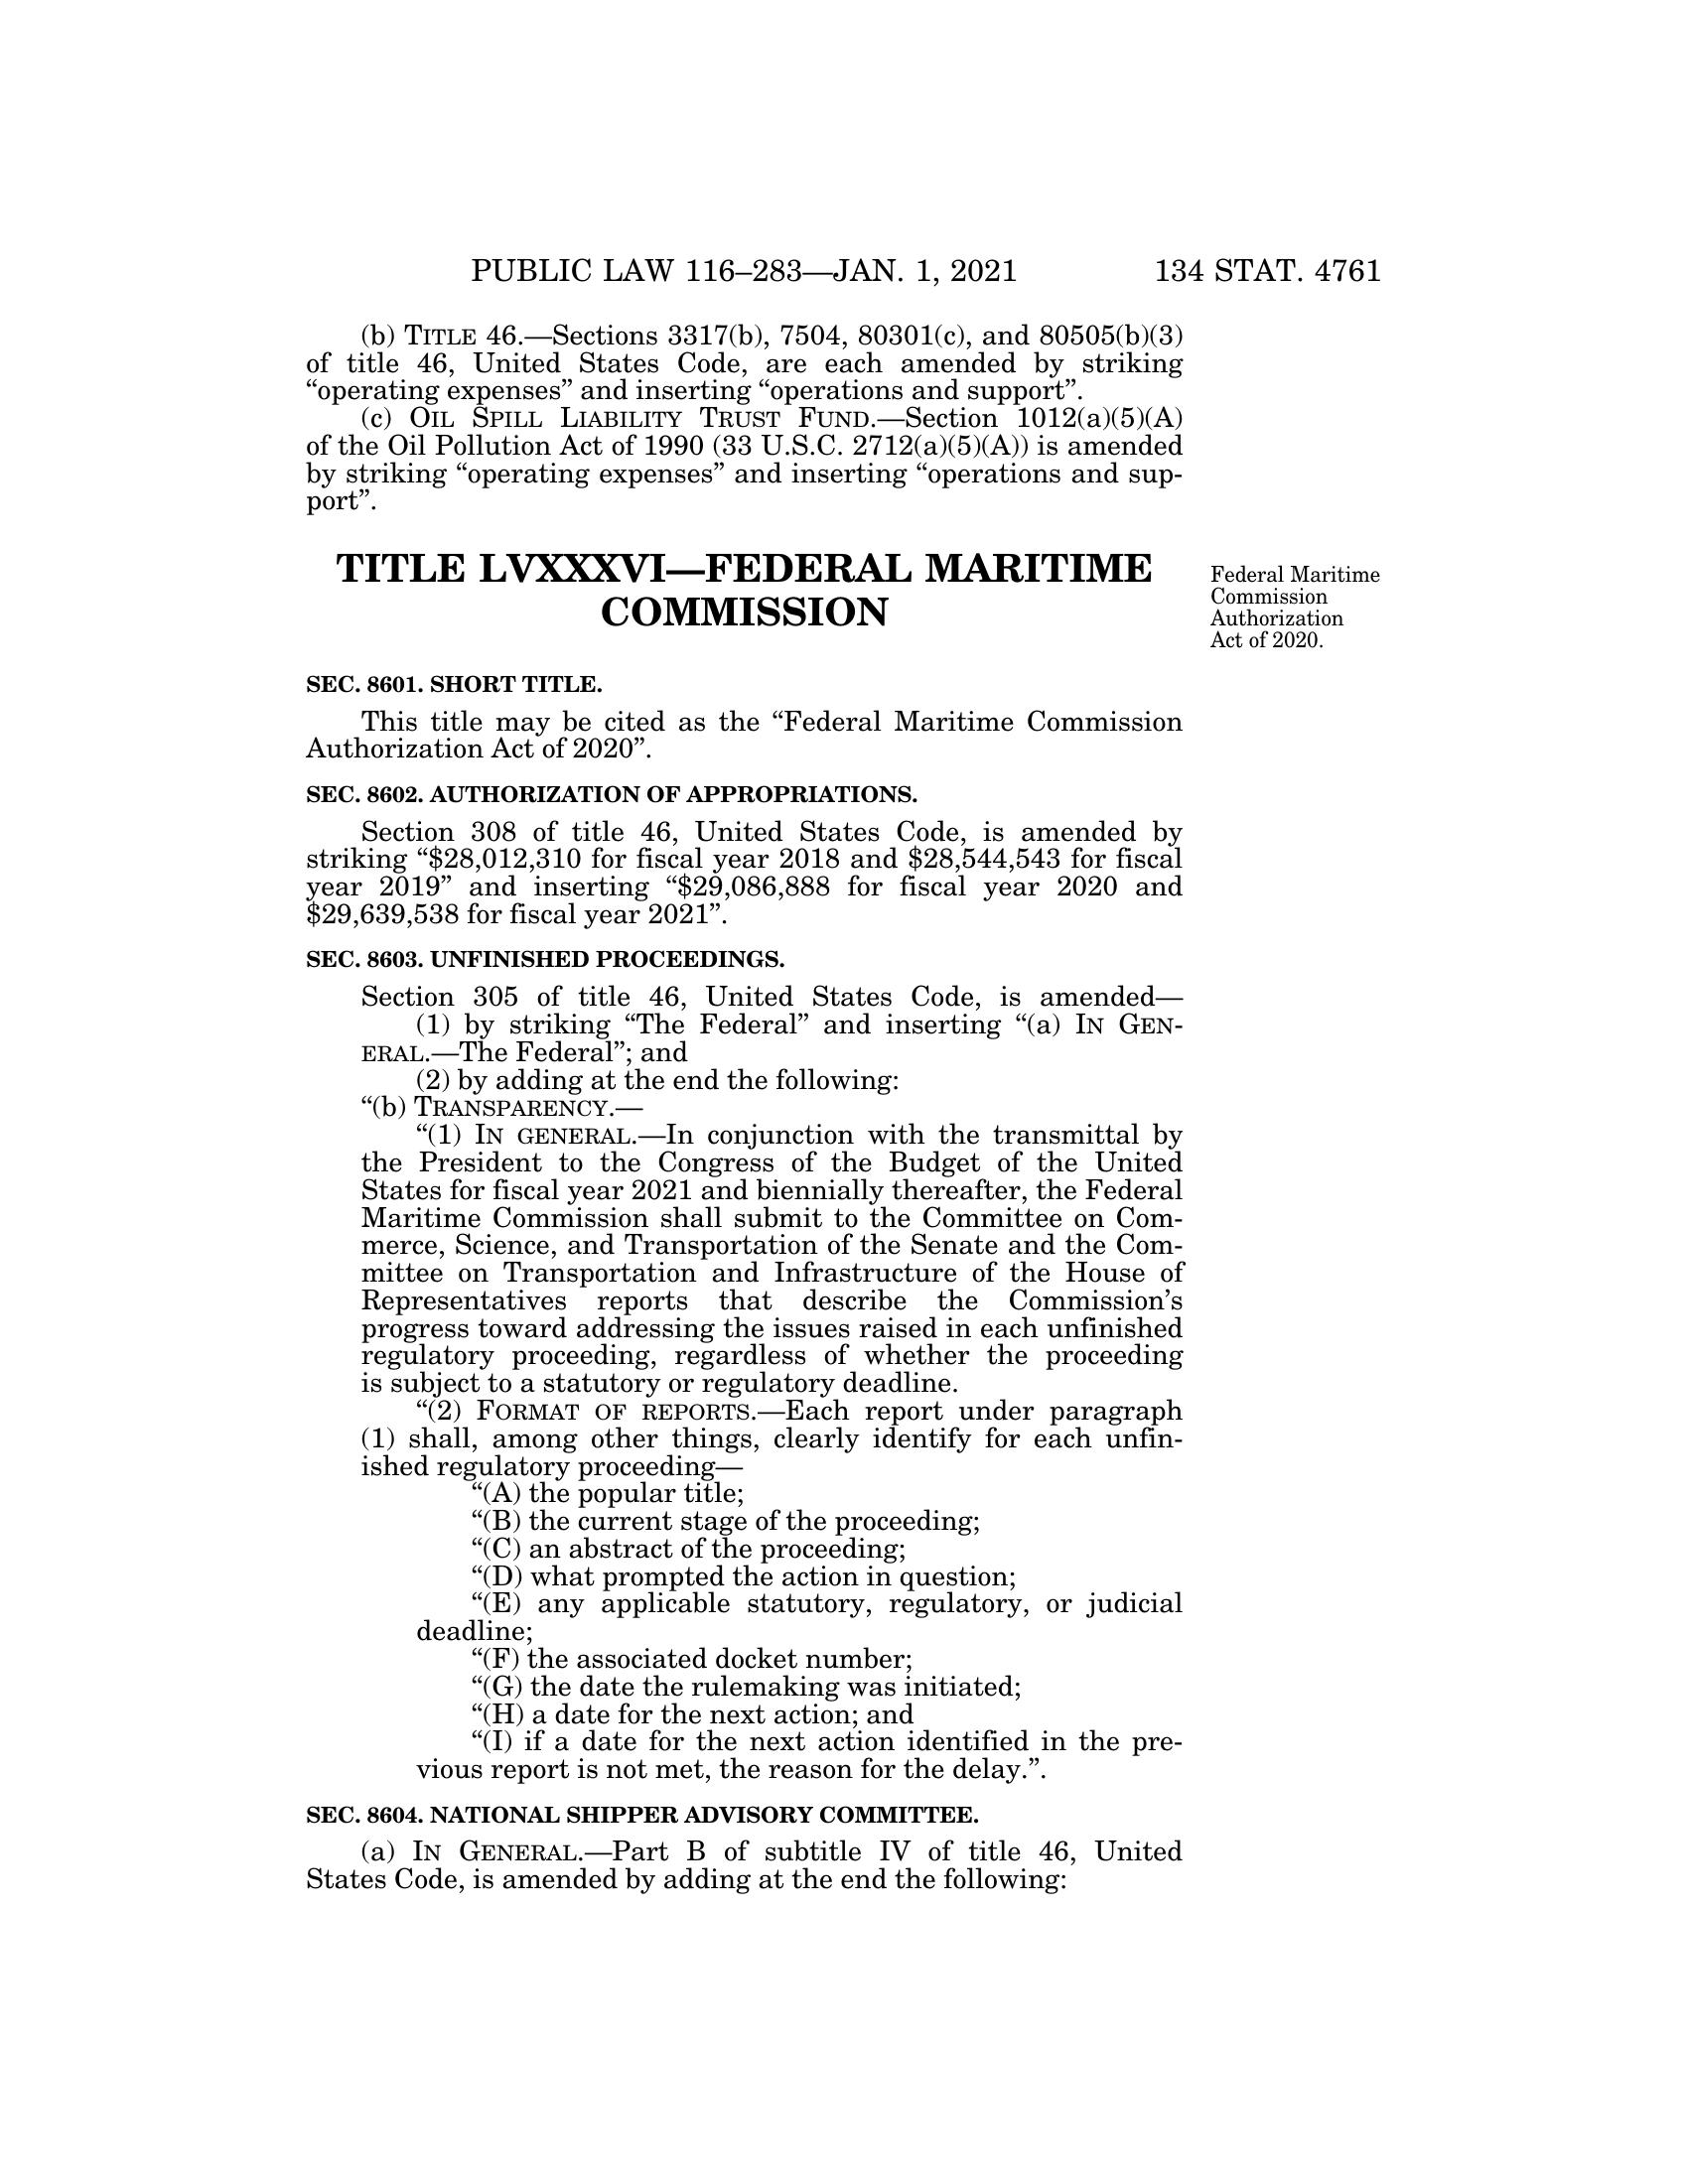 PUBLIC LAW 116–283—JAN. 1, 2021 134 STAT. 4761
(b) TITLE 46.—Sections 3317(b), 7504, 80301(c), and 80505(b)(3)
of title 46, United States Code, are each amended by striking
“operating expenses” and inserting “operations and support”.
(c) OIL SPILL LIABILITY TRUST FUND.—Section 1012(a)(5)(A)
of the Oil Pollution Act of 1990 (33 U.S.C. 2712(a)(5)(A)) is amended
by striking “operating expenses” and inserting “operations and sup-
port”.
TITLE LVXXXVI—FEDERAL MARITIME
COMMISSION
Federal Maritime
Commission
Authorization
Act of 2020.
SEC. 8601. SHORT TITLE.
This title may be cited as the “Federal Maritime Commission
Authorization Act of 2020”.
SEC. 8602. AUTHORIZATION OF APPROPRIATIONS.
Section 308 of title 46, United States Code, is amended by
striking “$28,012,310 for fiscal year 2018 and $28,544,543 for fiscal
year 2019” and inserting “$29,086,888 for fiscal year 2020 and
$29,639,538 for fiscal year 2021”.
SEC. 8603. UNFINISHED PROCEEDINGS.
Section 305 of title 46, United States Code, is amended—
(1) by striking “The Federal” and inserting “(a) IN GEN-
ERAL.—The Federal”; and
(2) by adding at the end the following:
“(b) TRANSPARENCY.—
“(1) IN GENERAL.—In conjunction with the transmittal by
the President to the Congress of the Budget of the United
States for fiscal year 2021 and biennially thereafter, the Federal
Maritime Commission shall submit to the Committee on Com-
merce, Science, and Transportation of the Senate and the Com-
mittee on Transportation and Infrastructure of the House of
Representatives reports that describe the Commission’s
progress toward addressing the issues raised in each unfinished
regulatory proceeding, regardless of whether the proceeding
is subject to a statutory or regulatory deadline.
“(2) FORMAT OF REPORTS.—Each report under paragraph
(1) shall, among other things, clearly identify for each unfin-
ished regulatory proceeding—
“(A) the popular title;
“(B) the current stage of the proceeding;
“(C) an abstract of the proceeding;
“(D) what prompted the action in question;
“(E) any applicable statutory, regulatory, or judicial
deadline;
“(F) the associated docket number;
“(G) the date the rulemaking was initiated;
“(H) a date for the next action; and
“(I) if a date for the next action identified in the pre-
vious report is not met, the reason for the delay.”.
SEC. 8604. NATIONAL SHIPPER ADVISORY COMMITTEE.
(a) IN GENERAL.—Part B of subtitle IV of title 46, United
States Code, is amended by adding at the end the following: